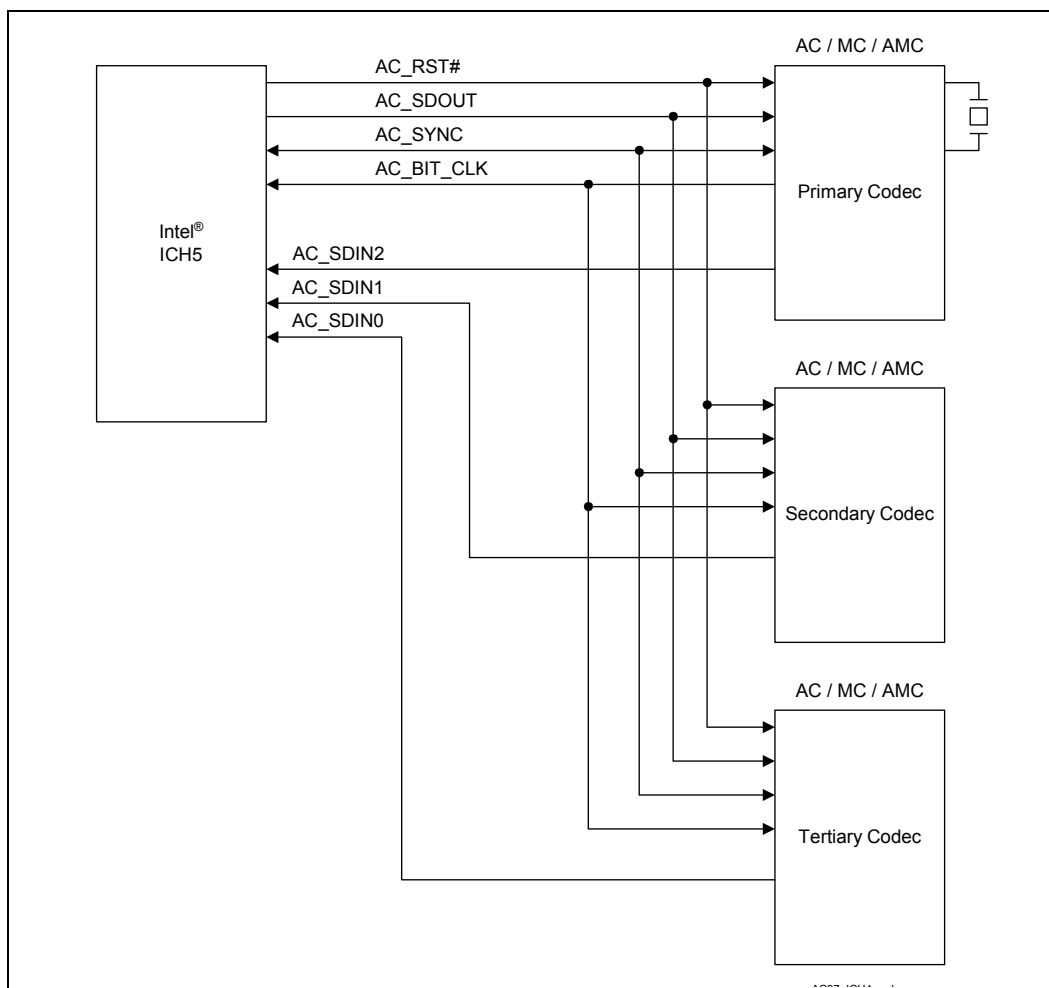 AC / MC / AMC
AC_RST#
AC_SDOUT
AC_SYNC
AC_BIT_CLK
Primary Codec
Intel®
ICH5
AC_SDIN2
AC_SDIN1
AC_SDIN0
AC / MC / AMC
Secondary Codec
AC / MC / AMC
Tertiary Codec